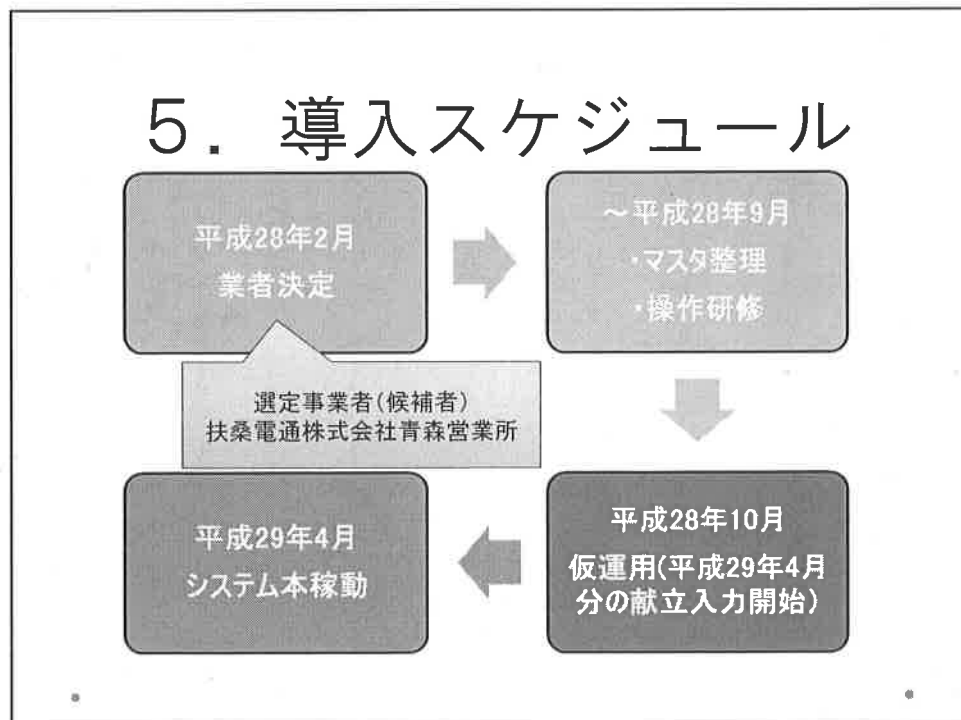 5．導入スケジュール
平成28年2月
業者決定
選定事業者(候補者)
扶桑電通株式会社青森営業所
～平成28年9月
・マスタ整理
・操作研修
平成28年10月
仮運用(平成29年4月
分の献立入力開始)
平成29年4月
システム本稼動